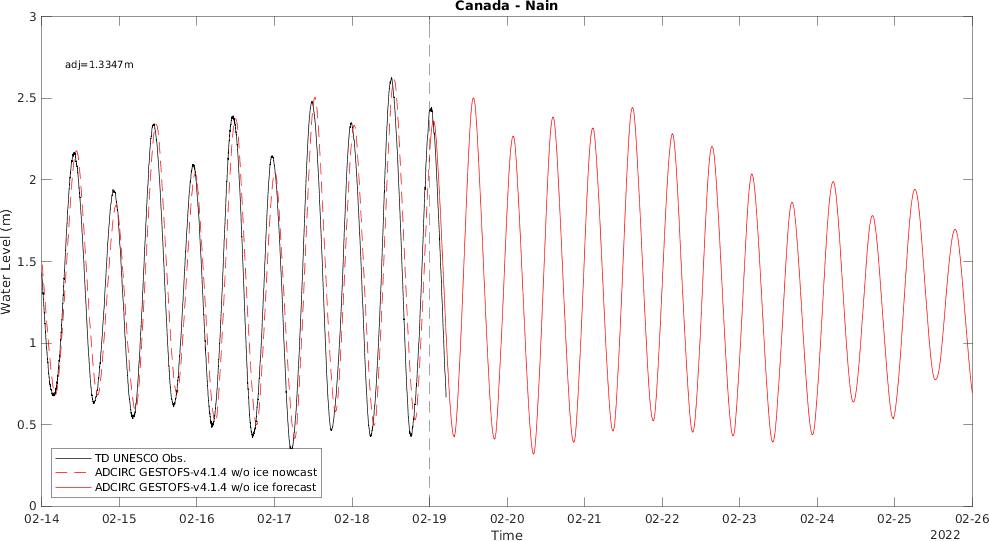 Canada - Nain
3
adj=1.3347m
2.5
2
1.5
1
0.5
0
Water Level (m)
TD UNESCO Obs.
ADCIRC GESTOFS-v4.1.4 w/o ice nowcast
ADCIRC GESTOFS-v4.1.4 w/o ice forecast
02-14 02-15 02-16 02-17 02-18 02-19 02-20 02-21 02-22 02-23 02-24 02-25 02-26
Time
2022